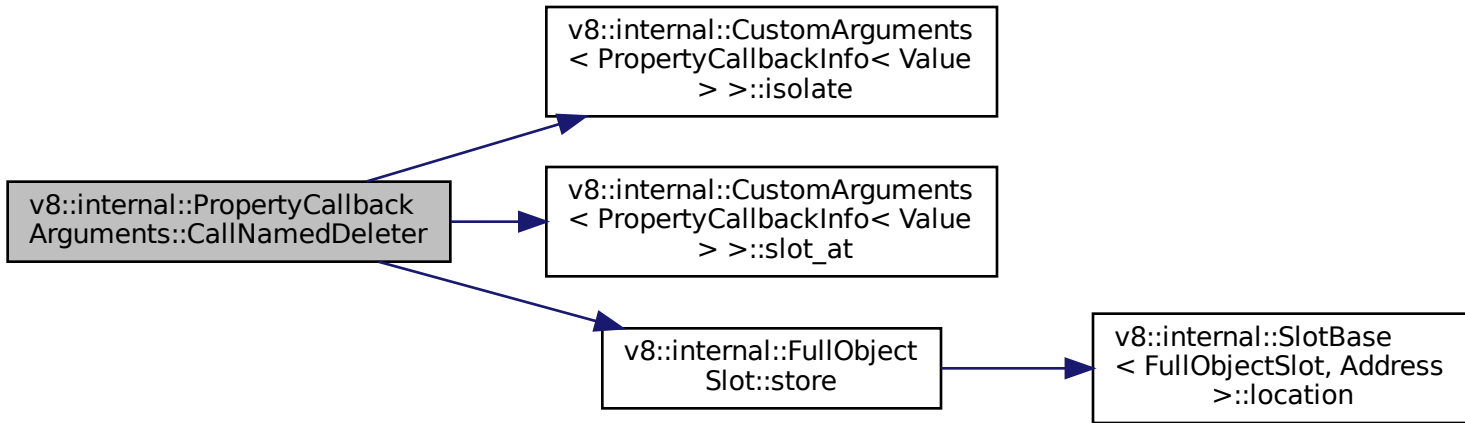 v8::internal::CustomArguments
< PropertyCallbackInfo< Value
> >::isolate
v8::internal::PropertyCallback
Arguments::CallNamedDeleter
v8::internal::CustomArguments
< PropertyCallbackInfo< Value
> >::slot_at
v8::internal::FullObject
Slot::store
v8::internal::SlotBase
< FullObjectSlot, Address
>::location